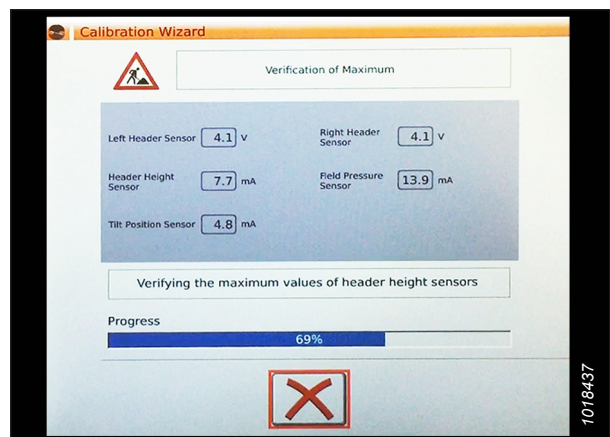 Calibration Wizard
Verification of Maximum
Left Header Sensor 4.1 V
Right Header
Sensor 4.1 V
Header Height
Sensor 7.7 mA
Field Pressure
Sensor 13.9 mA
Tilt Position Sensor 4.8 mA
Verifying the maximum values of header height sensors
Progress
69%
1018437